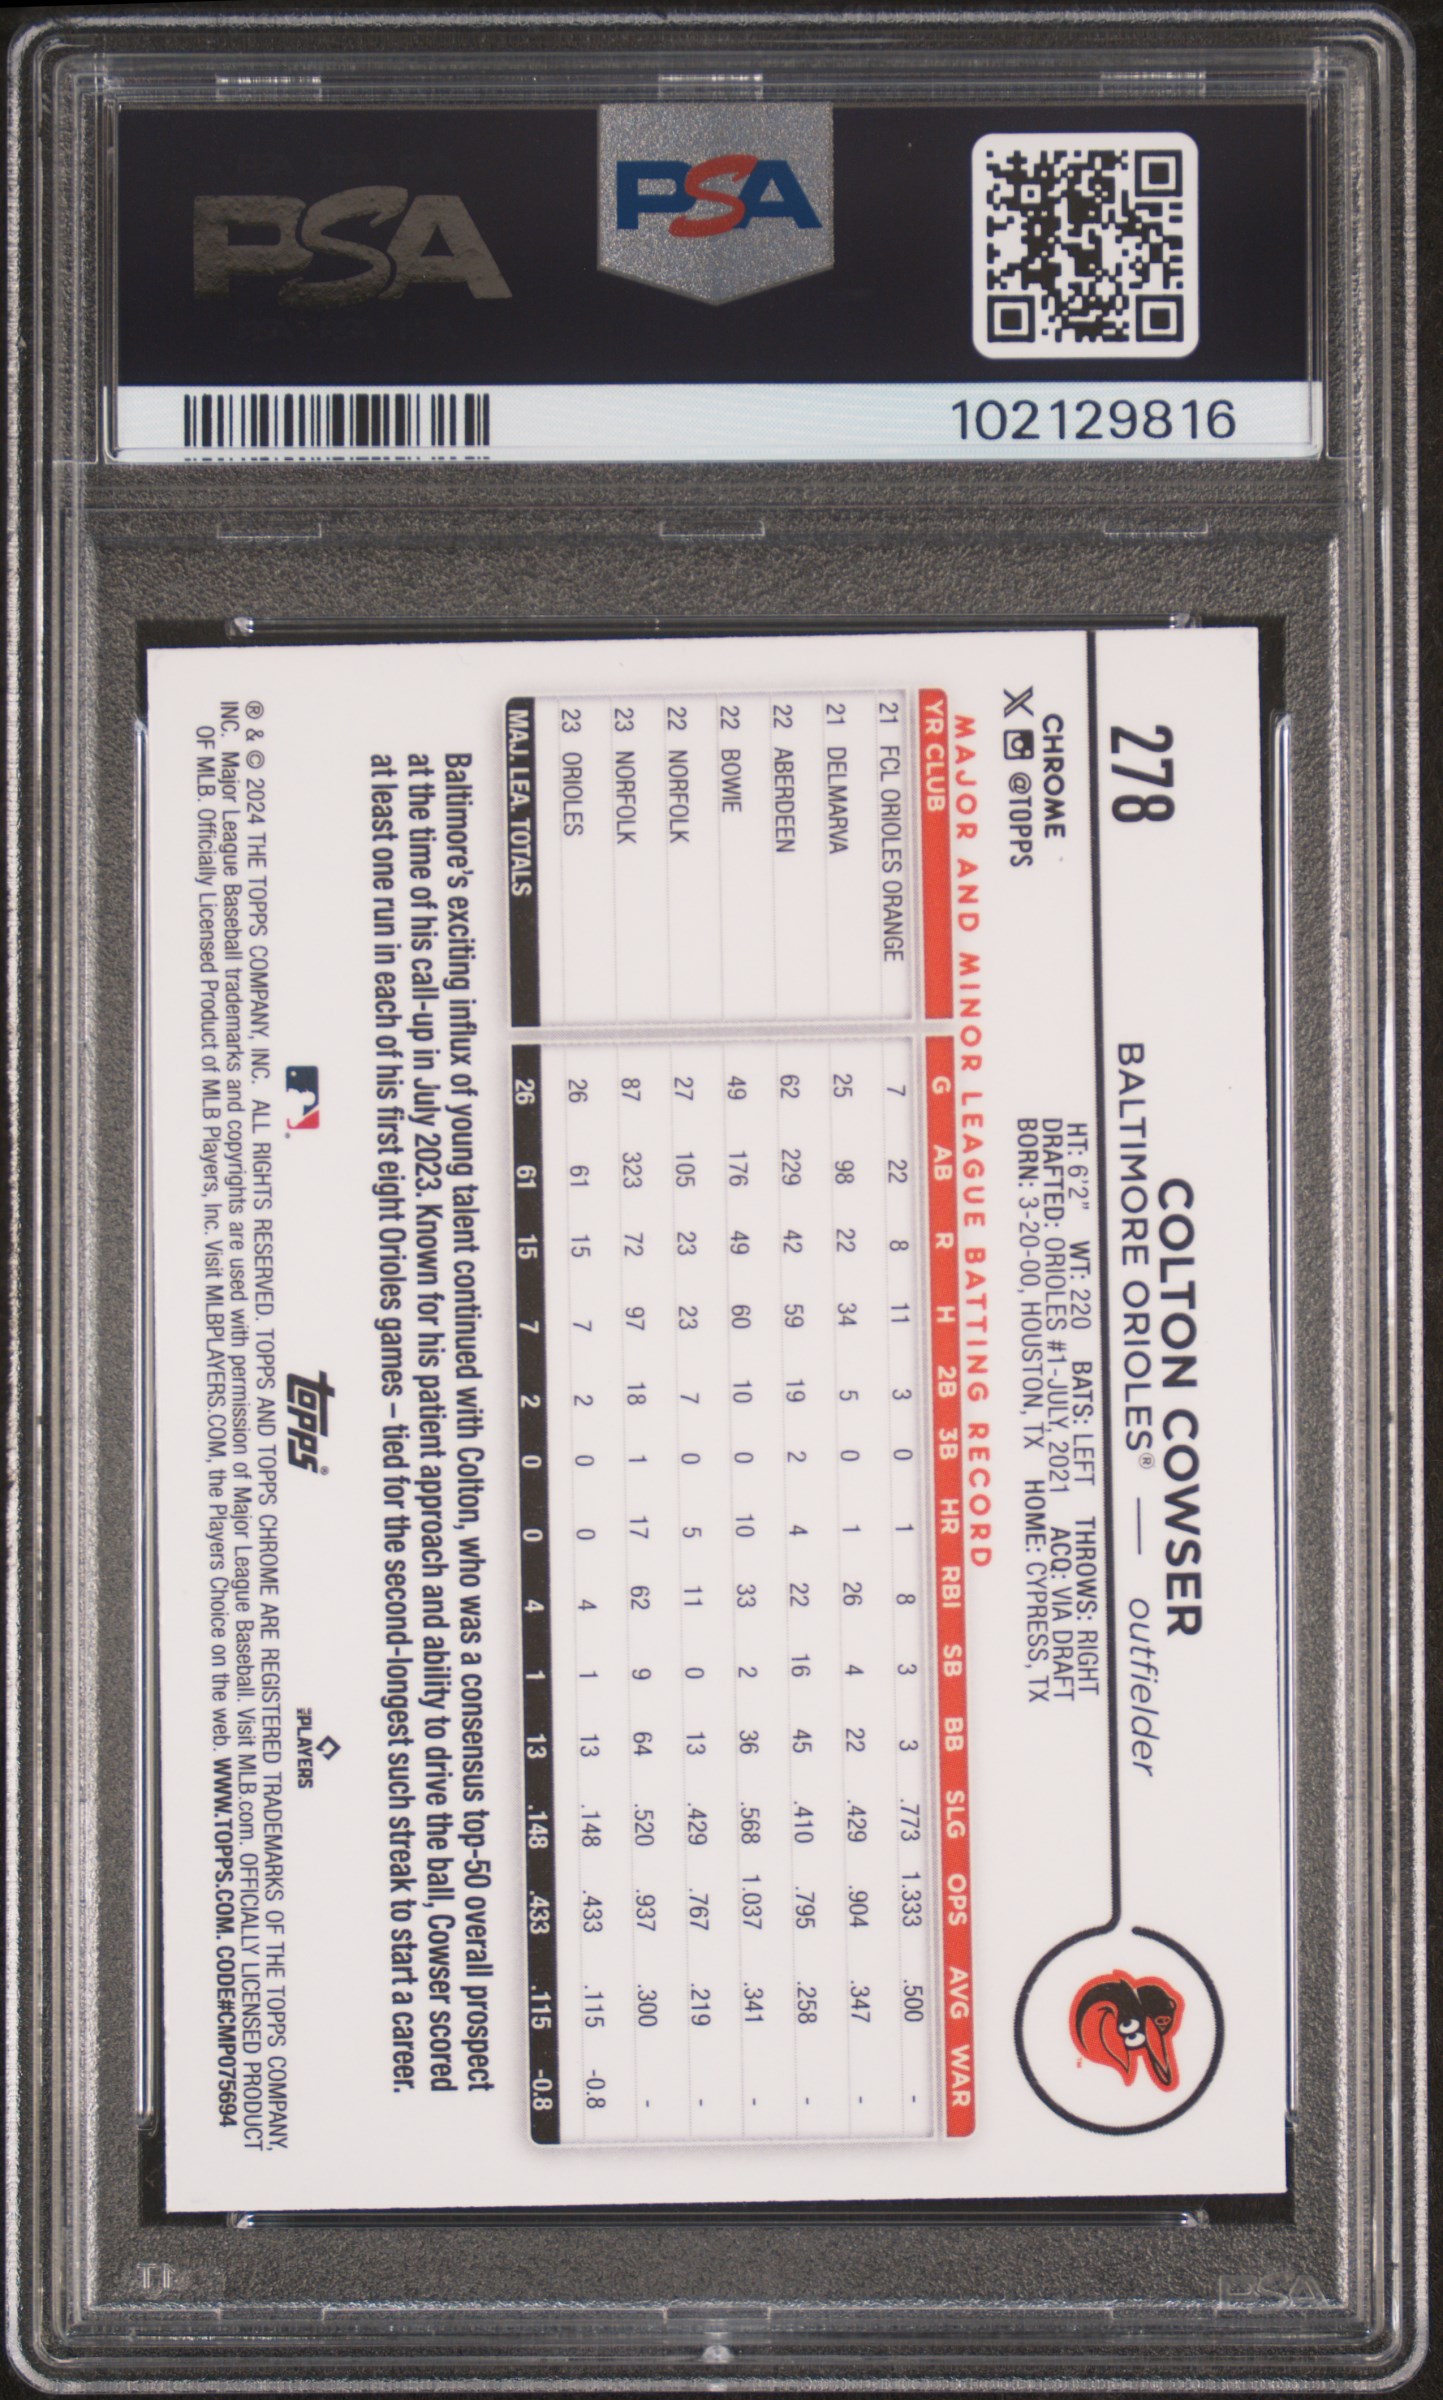 PSA
PSA
102129816
278
COLTON COWSER
BALTIMORE ORIOLES® — outfielder
CHROME
@TOPPS
HT: 6'2" WT: 220 BATS: LEFT THROWS: RIGHT
DRAFTED: ORIOLES #1-JULY, 2021 ACQ: VIA DRAFT
BORN: 3-20-00, HOUSTON, TX HOME: CYPRESS, TX
MAJOR AND MINOR LEAGUE BATTING RECORD
YR CLUB G AB R H 2B 3B HR RBI SB BB SLG OPS AVG WAR
21 FCL ORIOLES ORANGE 7 22 8 11 3 0 1 8 3 3 .773 1.333 .500 -
21 DELMARVA 25 98 22 34 5 0 1 26 4 22 .429 .904 .347 -
22 ABERDEEN 62 229 42 59 19 2 4 22 16 45 .410 .795 .258 -
22 BOWIE 49 176 49 60 10 0 10 33 2 36 .568 1.037 .341 -
22 NORFOLK 27 105 23 23 7 0 5 11 0 13 .429 .767 .219 -
23 NORFOLK 87 323 72 97 18 1 17 62 9 64 .520 .937 .300 -
23 ORIOLES 26 61 15 7 2 0 0 4 1 13 .148 .433 .115 -0.8
MAJ. LEA. TOTALS 26 61 15 7 2 0 0 4 1 13 .148 .433 .115 -0.8
Baltimore's exciting influx of young talent continued with Colton, who was a consensus top-50 overall prospect
at the time of his call-up in July 2023. Known for his patient approach and ability to drive the ball, Cowser scored
at least one run in each of his first eight Orioles games – tied for the second-longest such streak to start a career.
topps®
PLAYERS
® & © 2024 THE TOPPS COMPANY, INC. ALL RIGHTS RESERVED. TOPPS AND TOPPS CHROME ARE REGISTERED TRADEMARKS OF THE TOPPS COMPANY,
INC. Major League Baseball trademarks and copyrights are used with permission of Major League Baseball. Visit MLB.com. OFFICIALLY LICENSED PRODUCT
OF MLB. Officially Licensed Product of MLB Players, Inc. Visit MLBPLAYERS.COM, the Players Choice on the web. WWW.TOPPS.COM. CODE#CMP075694
PSA